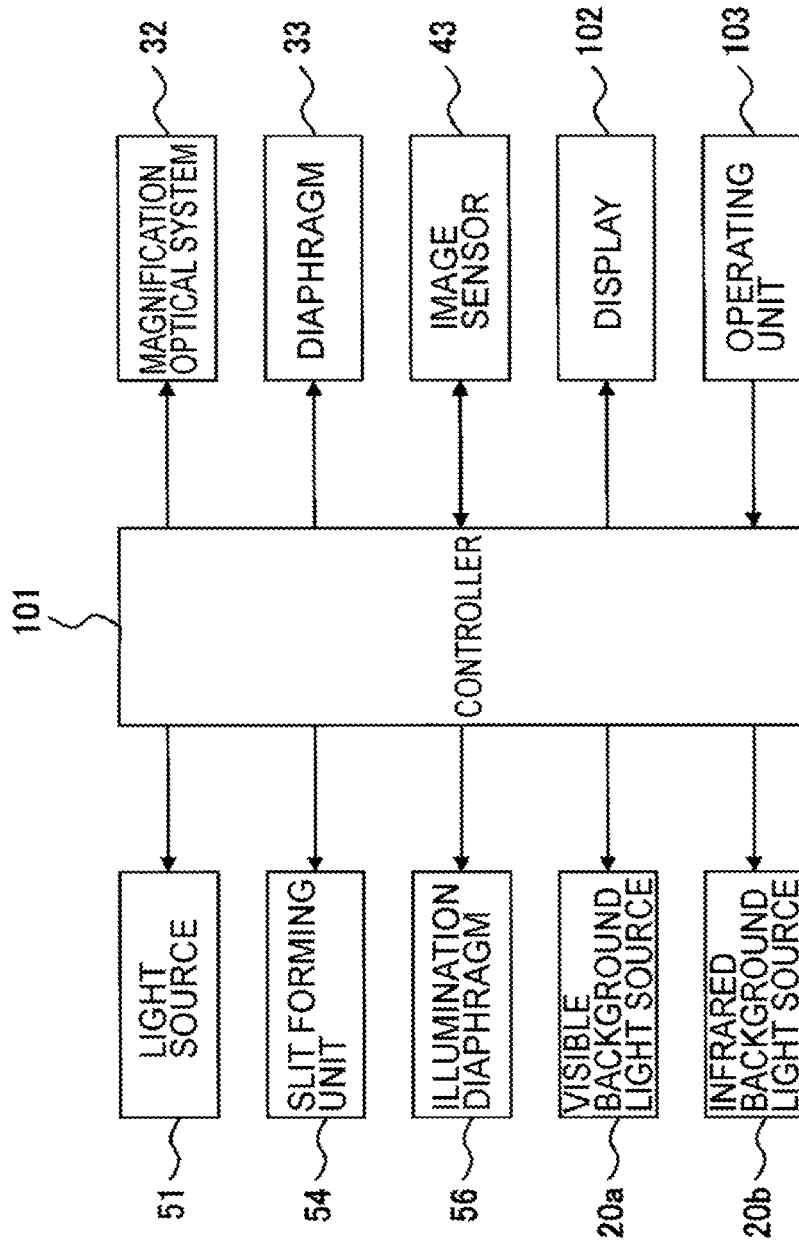 101
CONTROLLER
51
LIGHT
SOURCE
54
SLIT FORMING
UNIT
56
ILLUMINATION
DIAPHRAGM
20a
VISIBLE
BACKGROUND
LIGHT SOURCE
20b
INFRARED
BACKGROUND
LIGHT SOURCE
MAGNIFICATION
OPTICAL SYSTEM
32
DIAPHRAGM
33
IMAGE
SENSOR
43
DISPLAY
102
OPERATING
UNIT
103